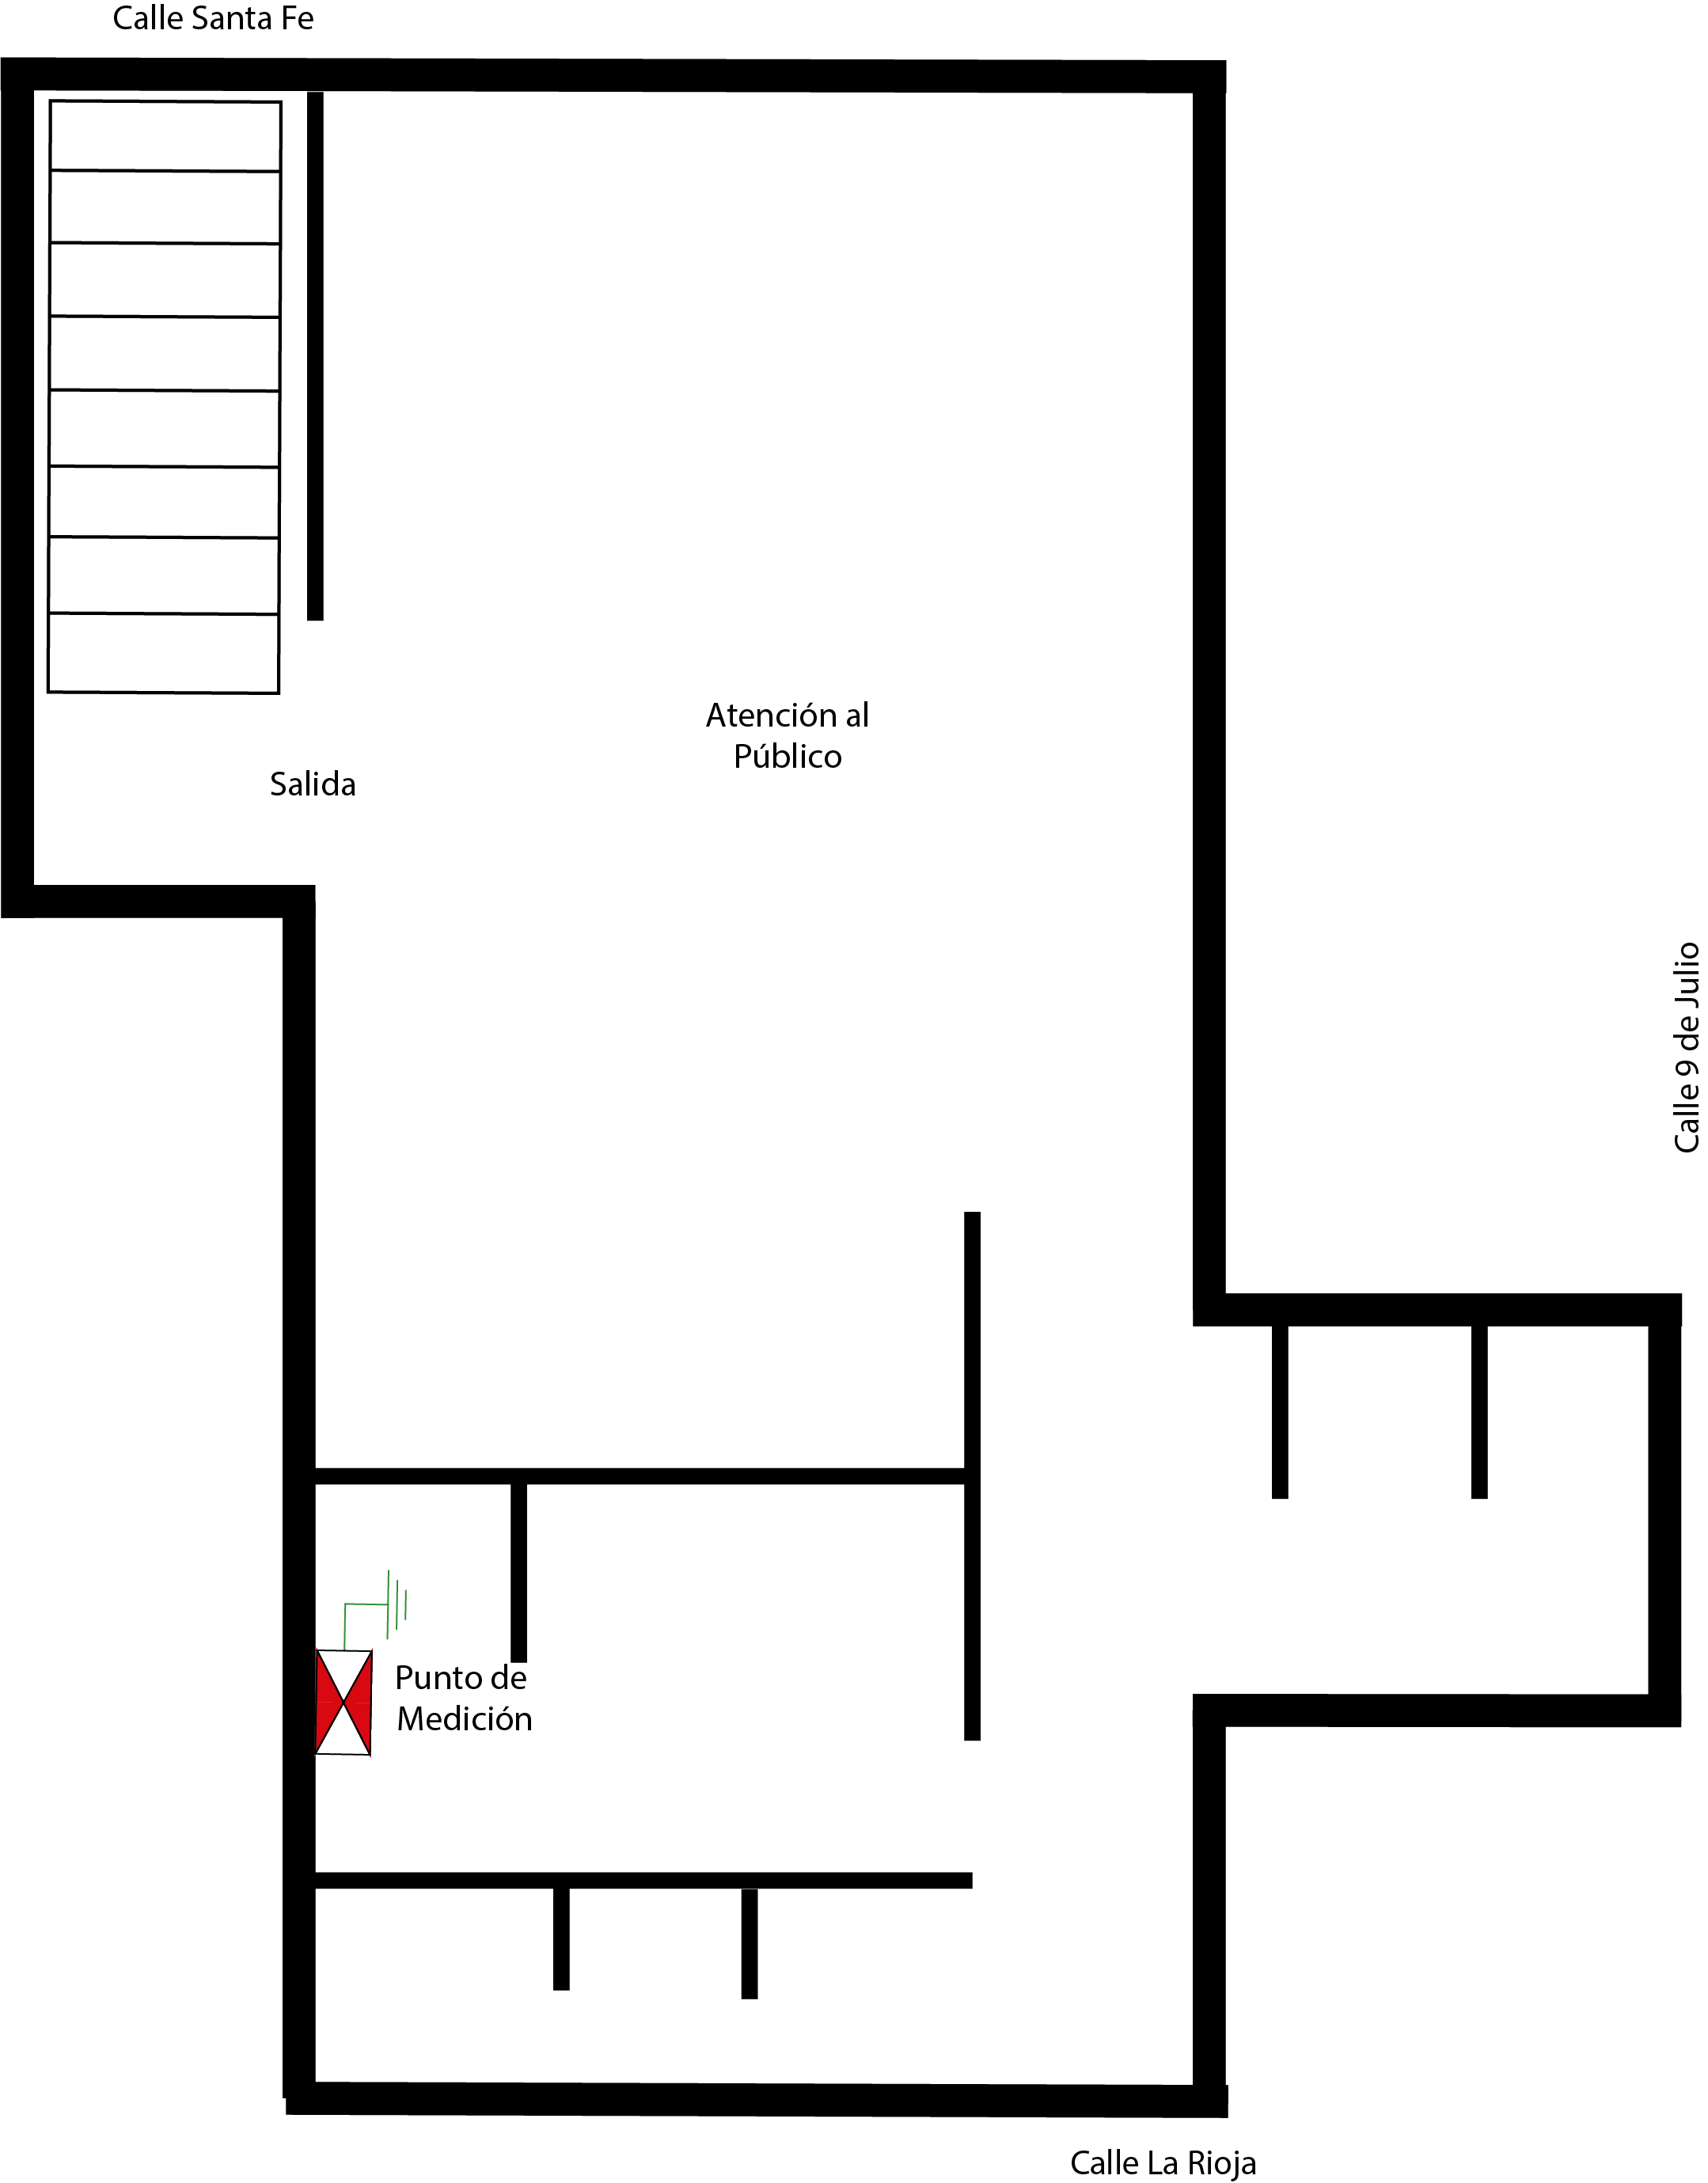 Calle Santa Fe
Atención al
Público
Salida
Calle 9 de Julio
Punto de
Medición
Calle La Rioja